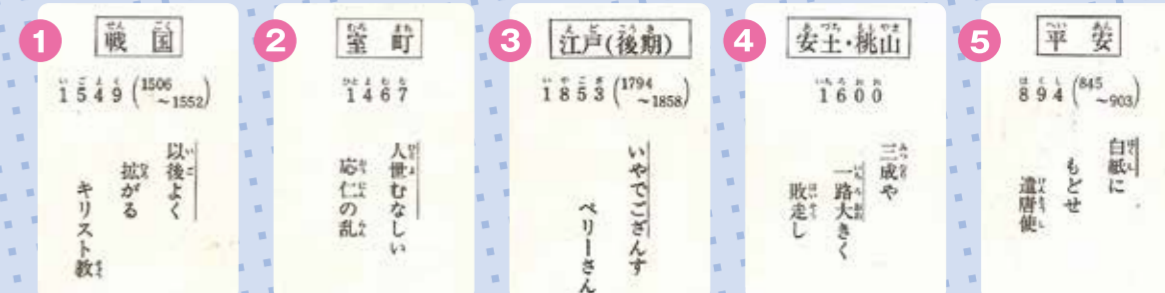 1
戦国
1549 (1506~1552)
以後よく
拡がる
キリスト教
2
室町
1467
人世むなしい
応仁の乱
3
江戸(後期)
1853 (1794~1858)
いやでござんす
ペリーさん
4
安土・桃山
1600
三成や
一路大きく
敗走し
5
平安
894 (845~903)
白紙に
もどせ
遣唐使